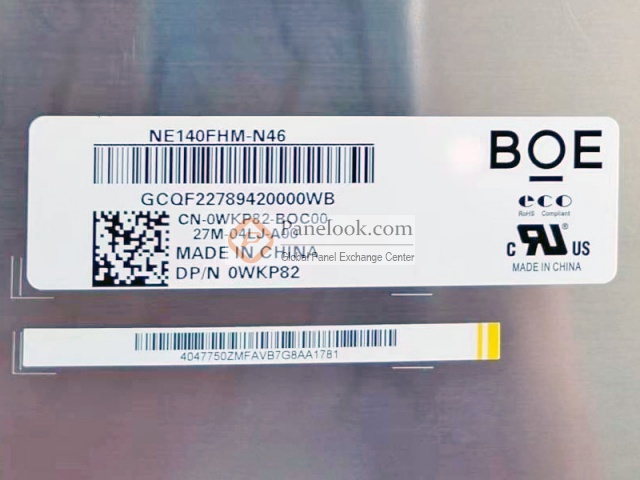 NE140FHM-N46
BOE
GCQF22789420000WB
CN-0WKP82-BOC00-
27M-04LJ-A00
MADE IN CHINA
DP/N 0WKP82
eco
RoHS Compliant
C UL US
MADE IN CHINA
Panelook.com
Global Panel Exchange Center
4047750ZMFAVB7G8AA1781